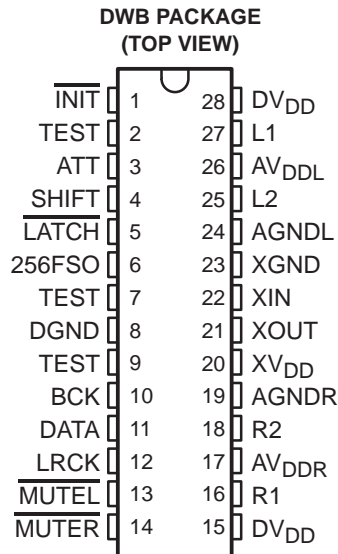 DWB PACKAGE
(TOP VIEW)
INIT 1 28 DVDD
TEST 2 27 L1
ATT 3 26 AVDDL
SHIFT 4 25 L2
LATCH 5 24 AGNDL
256FSO 6 23 XGND
TEST 7 22 XIN
DGND 8 21 XOUT
TEST 9 20 XVDD
BCK 10 19 AGNDR
DATA 11 18 R2
LRCK 12 17 AVDDR
MUTEL 13 16 R1
MUTER 14 15 DVDD